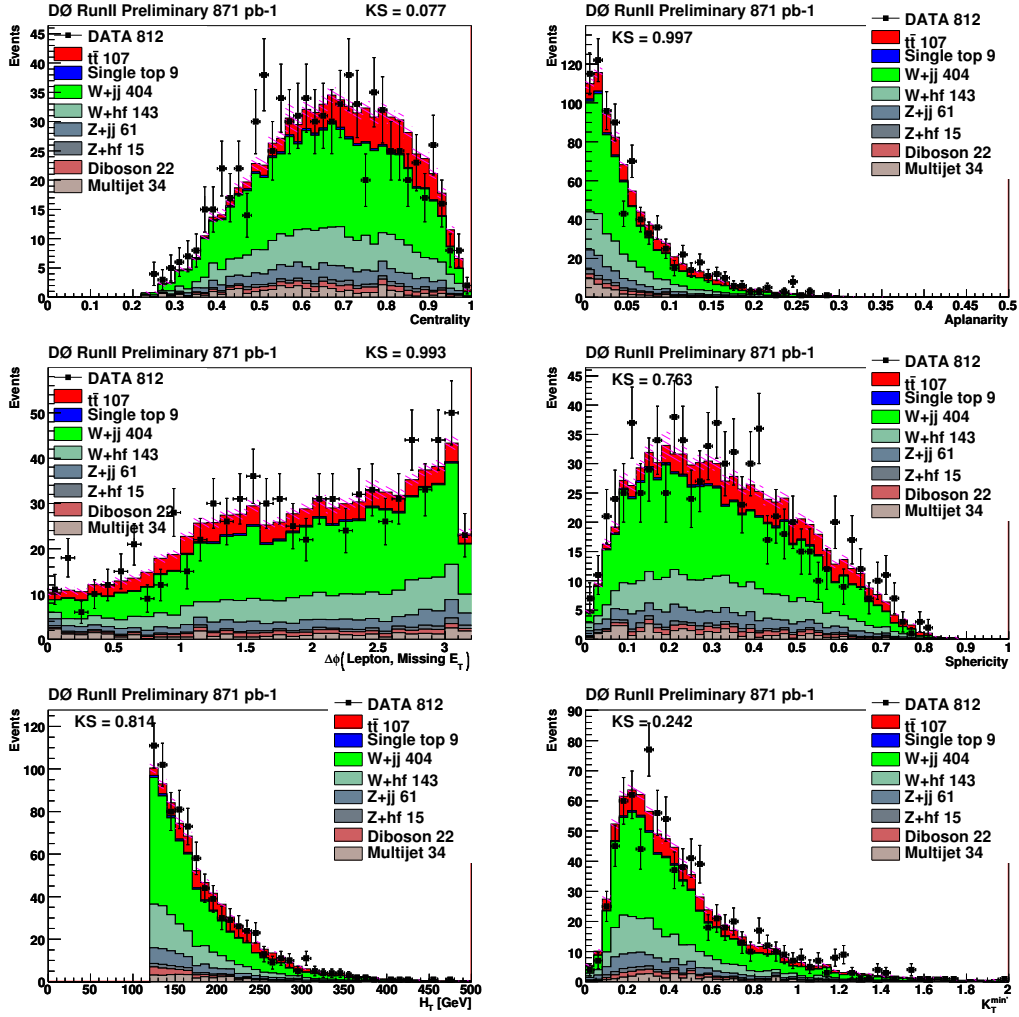 DØ RunII Preliminary 871 pb-1 KS = 0.077
Events
45
40
35
30
25
20
15
10
5
0
DATA 812
tt̄ 107
Single top 9
W+jj 404
W+hf 143
Z+jj 61
Z+hf 15
Diboson 22
Multijet 34
0 0.1 0.2 0.3 0.4 0.5 0.6 0.7 0.8 0.9 1
Centrality
DØ RunII Preliminary 871 pb-1
KS = 0.997
Events
120
100
80
60
40
20
0
DATA 812
tt̄ 107
Single top 9
W+jj 404
W+hf 143
Z+jj 61
Z+hf 15
Diboson 22
Multijet 34
0 0.05 0.1 0.15 0.2 0.25 0.3 0.35 0.4 0.45 0.5
Aplanarity
DØ RunII Preliminary 871 pb-1 KS = 0.993
Events
50
40
30
20
10
0
DATA 812
tt̄ 107
Single top 9
W+jj 404
W+hf 143
Z+jj 61
Z+hf 15
Diboson 22
Multijet 34
0 0.5 1 1.5 2 2.5 3
Δϕ(Lepton, Missing E_T)
DØ RunII Preliminary 871 pb-1
KS = 0.763
Events
45
40
35
30
25
20
15
10
5
0
DATA 812
tt̄ 107
Single top 9
W+jj 404
W+hf 143
Z+jj 61
Z+hf 15
Diboson 22
Multijet 34
0 0.1 0.2 0.3 0.4 0.5 0.6 0.7 0.8 0.9 1
Sphericity
DØ RunII Preliminary 871 pb-1
KS = 0.814
Events
120
100
80
60
40
20
0
DATA 812
tt̄ 107
Single top 9
W+jj 404
W+hf 143
Z+jj 61
Z+hf 15
Diboson 22
Multijet 34
0 50 100 150 200 250 300 350 400 450 500
H_T [GeV]
DØ RunII Preliminary 871 pb-1
KS = 0.242
Events
90
80
70
60
50
40
30
20
10
0
DATA 812
tt̄ 107
Single top 9
W+jj 404
W+hf 143
Z+jj 61
Z+hf 15
Diboson 22
Multijet 34
0 0.2 0.4 0.6 0.8 1 1.2 1.4 1.6 1.8 2
K_T^min'